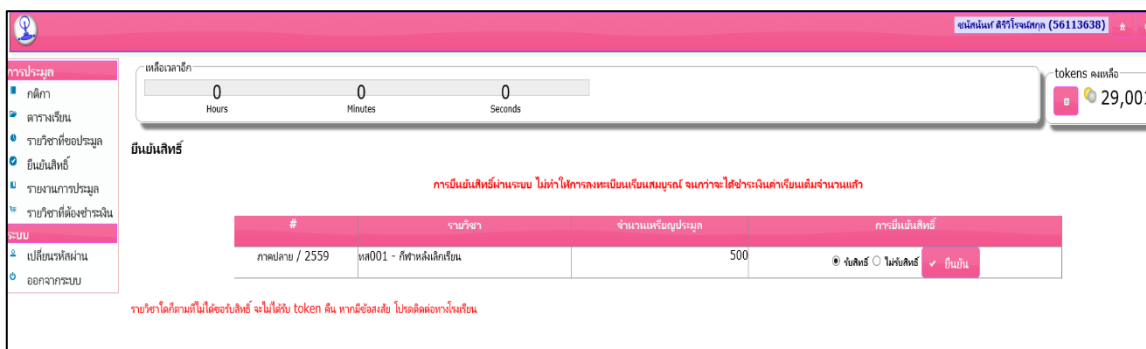 ชนัสนันท์ ศิริวิโรจน์สกุล (56113638)
การประมูล
กติกา
ตารางเรียน
รายวิชาที่ขอประมูล
ยืนยันสิทธิ์
รายงานการประมูล
รายวิชาที่ต้องชำระเงิน
ระบบ
เปลี่ยนรหัสผ่าน
ออกจากระบบ
เหลือเวลาอีก
0 0 0
Hours Minutes Seconds
tokens คงเหลือ
29,001
ยืนยันสิทธิ์
การยืนยันสิทธิ์ผ่านระบบ ไม่ทำให้การลงทะเบียนเรียนสมบูรณ์ จนกว่าจะได้ชำระเงินค่าเรียนเต็มจำนวนแล้ว
# รายวิชา จำนวนเหรียญประมูล การยืนยันสิทธิ์
ภาคปลาย / 2559 ทส001 - กีฬาหลังเลิกเรียน 500 รับสิทธิ์ ไม่รับสิทธิ์ ยืนยัน
รายวิชาใดก็ตามที่ไม่ได้ขอรับสิทธิ์ จะไม่ได้รับ token คืน หากมีข้อสงสัย โปรดติดต่อทางโรงเรียน